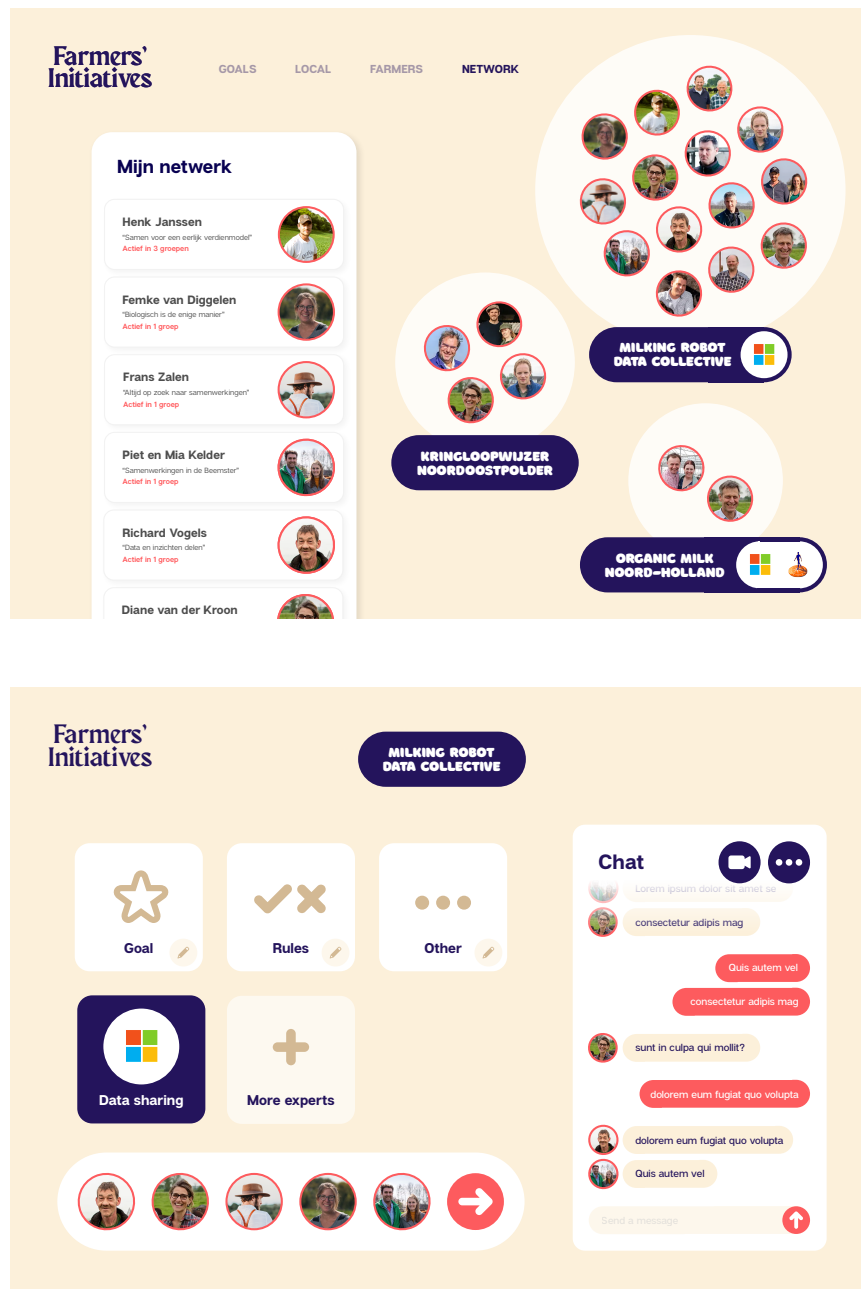 Farmers’
Initiatives
GOALS LOCAL FARMERS NETWORK
Mijn netwerk
Henk Janssen
“Samen voor een eerlijk verdienmodel”
Actief in 3 groepen
Femke van Diggelen
“Biologisch is de enige manier”
Actief in 1 groep
Frans Zalen
“Altijd op zoek naar samenwerkingen”
Actief in 1 groep
Piet en Mia Kelder
“Samenwerkingen in de Beemster”
Actief in 1 groep
Richard Vogels
“Data en inzichten delen”
Actief in 1 groep
Diane van der Kroon
MILKING ROBOT
DATA COLLECTIVE
KRINGLOOPWIJZER
NOORDOOSTPOLDER
ORGANIC MILK
NOORD-HOLLAND
Farmers’
Initiatives
MILKING ROBOT
DATA COLLECTIVE
Goal
Rules
Other
Data sharing
More experts
Chat
Lorem ipsum dolor sit amet se
consectetur adipis mag
Quis autem vel
consectetur adipis mag
sunt in culpa qui mollit?
dolorem eum fugiat quo volupta
dolorem eum fugiat quo volupta
Quis autem vel
Send a message